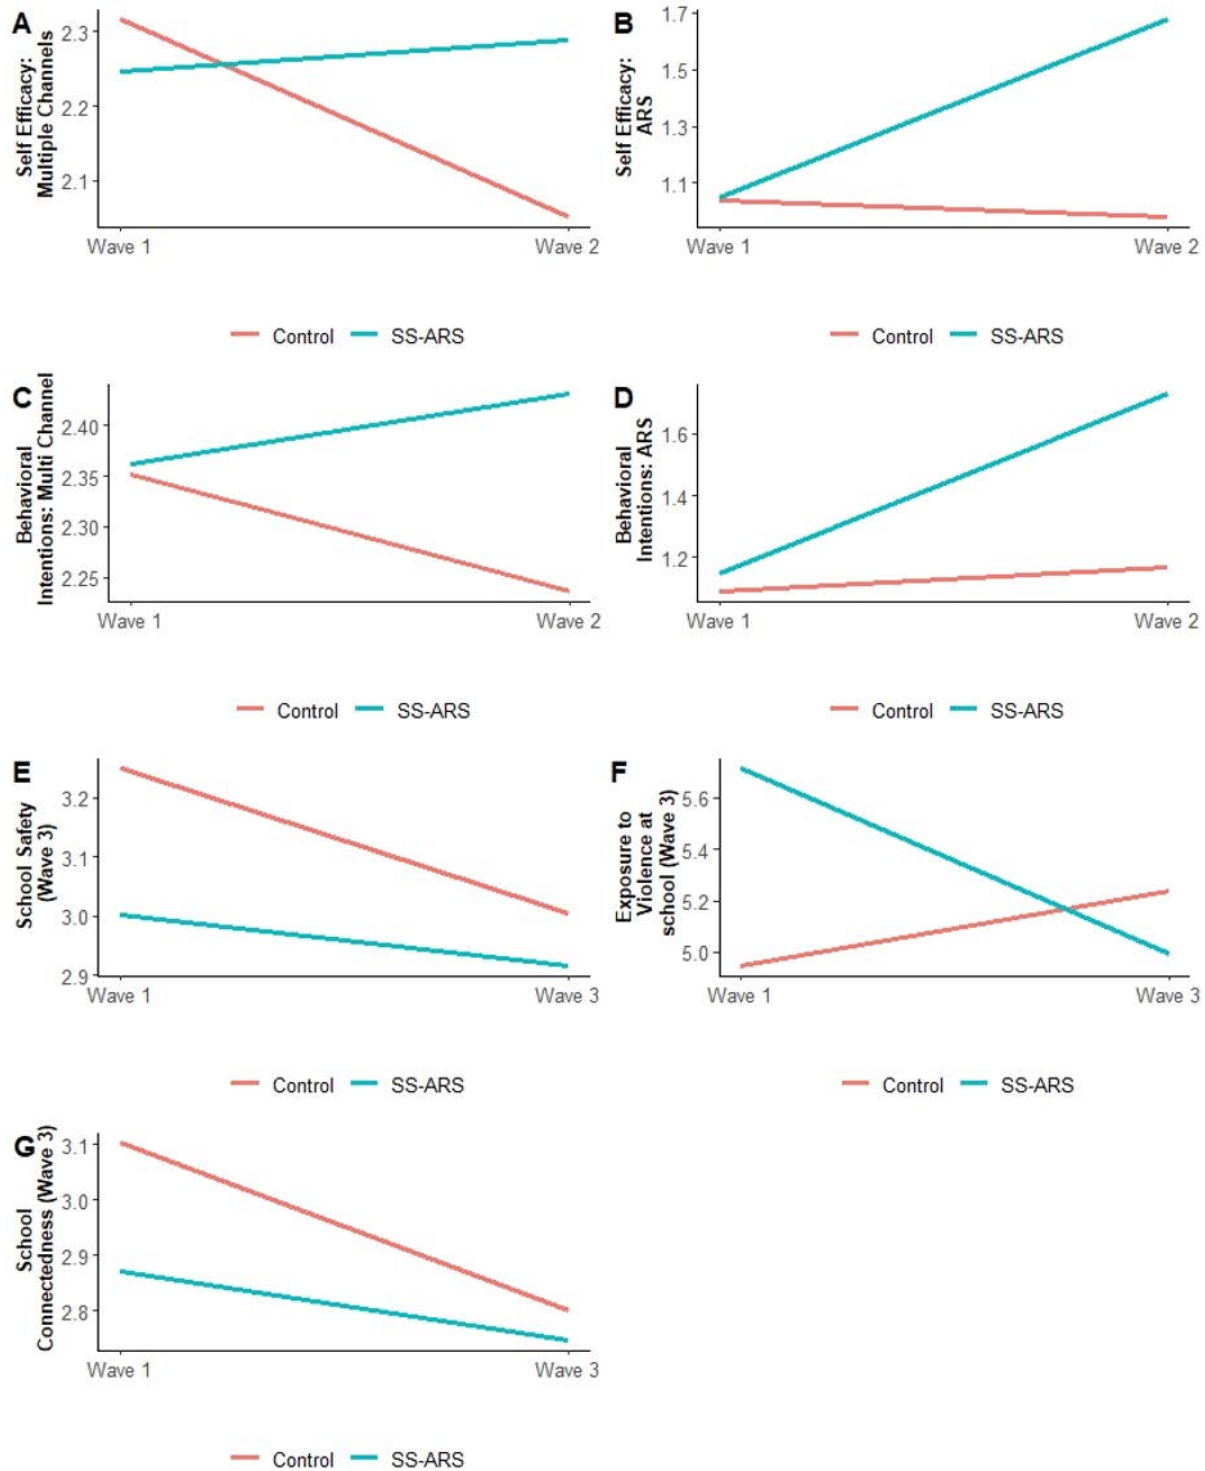 A
Self Efficacy:
Multiple Channels
2.3
2.2
2.1
Wave 1 Wave 2
Control SS-ARS
B
Self Efficacy:
ARS
1.7
1.5
1.3
1.1
Wave 1 Wave 2
Control SS-ARS
C
Behavioral
Intentions: Multi Channel
2.40
2.35
2.30
2.25
Wave 1 Wave 2
Control SS-ARS
D
Behavioral
Intentions: ARS
1.6
1.4
1.2
Wave 1 Wave 2
Control SS-ARS
E
School Safety
(Wave 3)
3.2
3.1
3.0
2.9
Wave 1 Wave 3
Control SS-ARS
F
Exposure to
Violence at
school (Wave 3)
5.6
5.4
5.2
5.0
Wave 1 Wave 3
Control SS-ARS
G
School
Connectedness (Wave 3)
3.1
3.0
2.9
2.8
Wave 1 Wave 3
Control SS-ARS